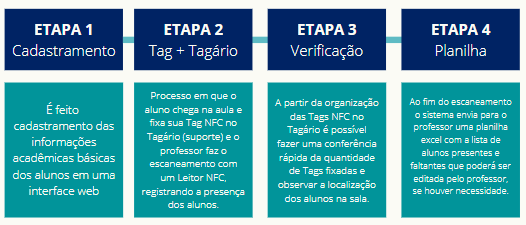 ETAPA 1
Cadastramento
É feito
cadastramento das
informações
acadêmicas básicas
dos alunos em uma
interface web
ETAPA 2
Tag + Tagário
Processo em que o
aluno chega na aula e
fixa sua Tag NFC no
Tagário (suporte) e o
professor faz o
escaneamento com
um Leitor NFC,
registrando a presença
dos alunos.
ETAPA 3
Verificação
A partir da organização
das Tags NFC no
Tagário é possível
fazer uma conferência
rápida da quantidade
de Tags fixadas e
observar a localização
dos alunos na sala.
ETAPA 4
Planilha
Ao fim do escaneamento
o sistema envia para o
professor uma planilha
excel com a lista de
alunos presentes e
faltantes que poderá ser
editada pelo professor,
se houver necessidade.